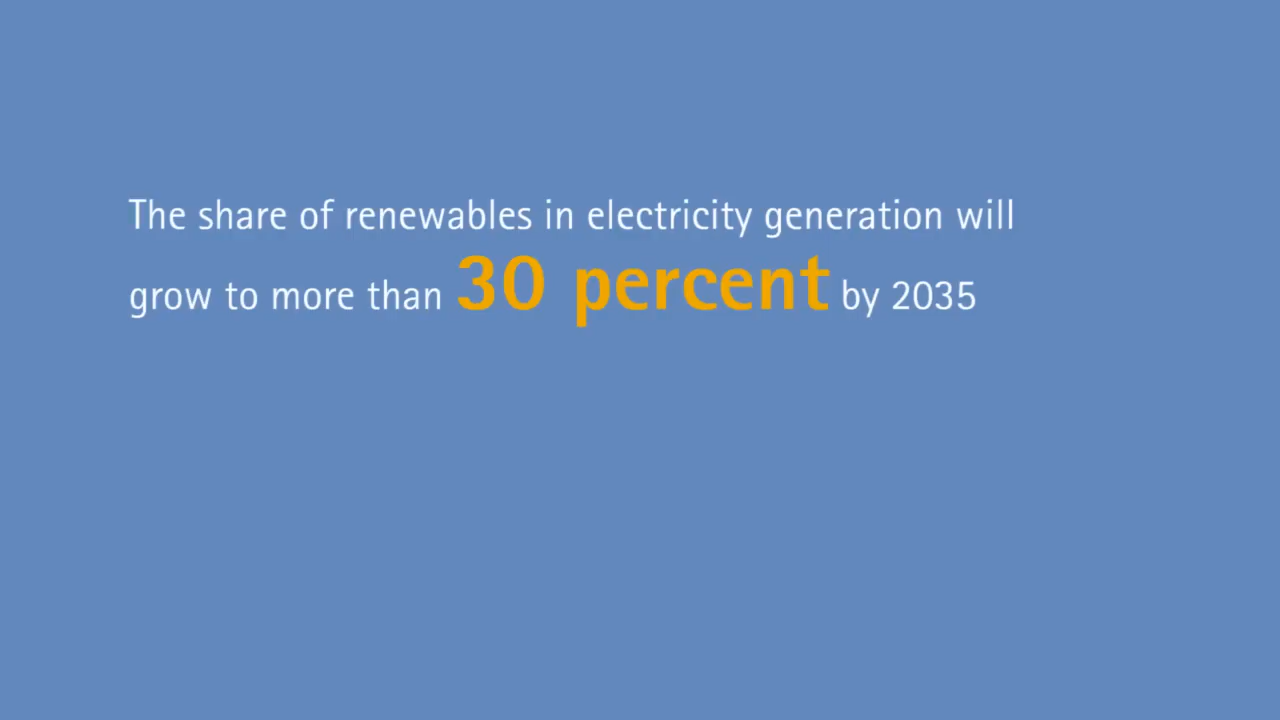 The share of renewables in electricity generation will
grow to more than 30 percent by 2035